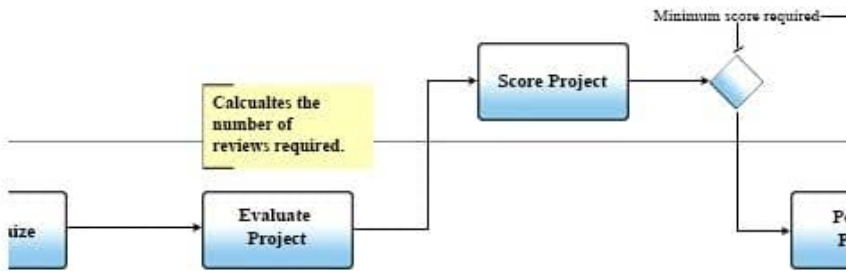 Minimum score required
Score Project
Calcualtes the
number of
reviews required.
Evaluate
Project